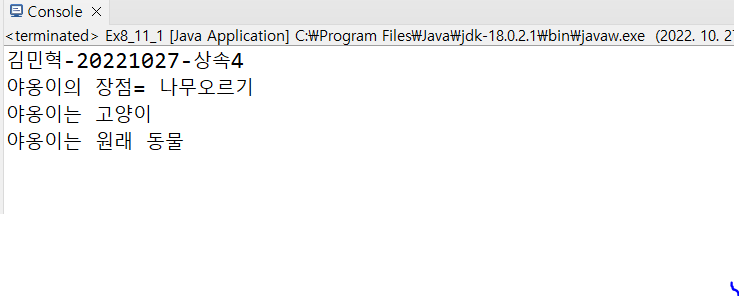 Console
<terminated> Ex8_11_1 [Java Application] C:₩Program Files₩Java₩jdk-18.0.2.1₩bin₩javaw.exe (2022. 10. 27
김민혁-20221027-상속4
야옹이의 장점= 나무오르기
야옹이는 고양이
야옹이는 원래 동물